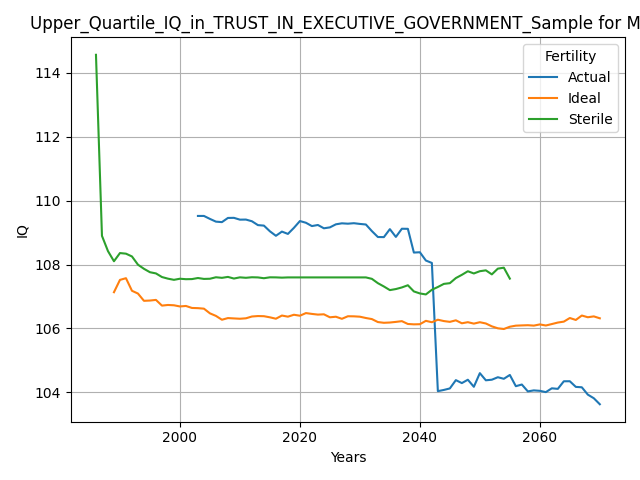 Upper_Quartile_IQ_in_TRUST_IN_EXECUTIVE_GOVERNMENT_Sample for M
Fertility
Actual
Ideal
Sterile
114
112
110
108
106
104
IQ
2000
2020
2040
2060
Years